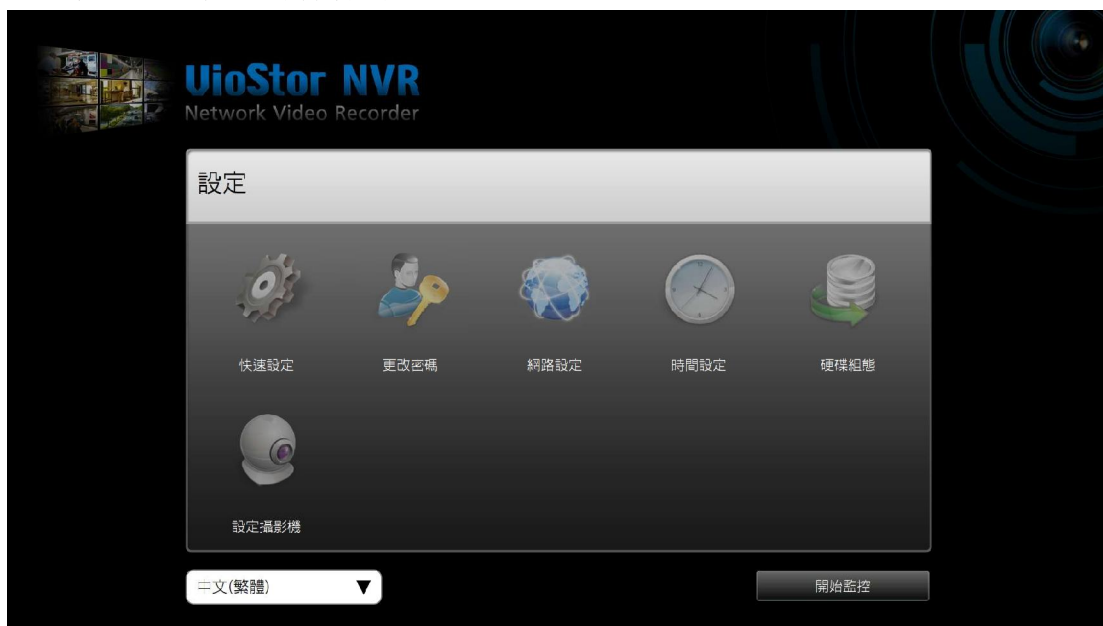 VioStor NVR
Network Video Recorder
設定
快速設定
更改密碼
網路設定
時間設定
硬碟組態
設定攝影機
中文(繁體)
開始監控